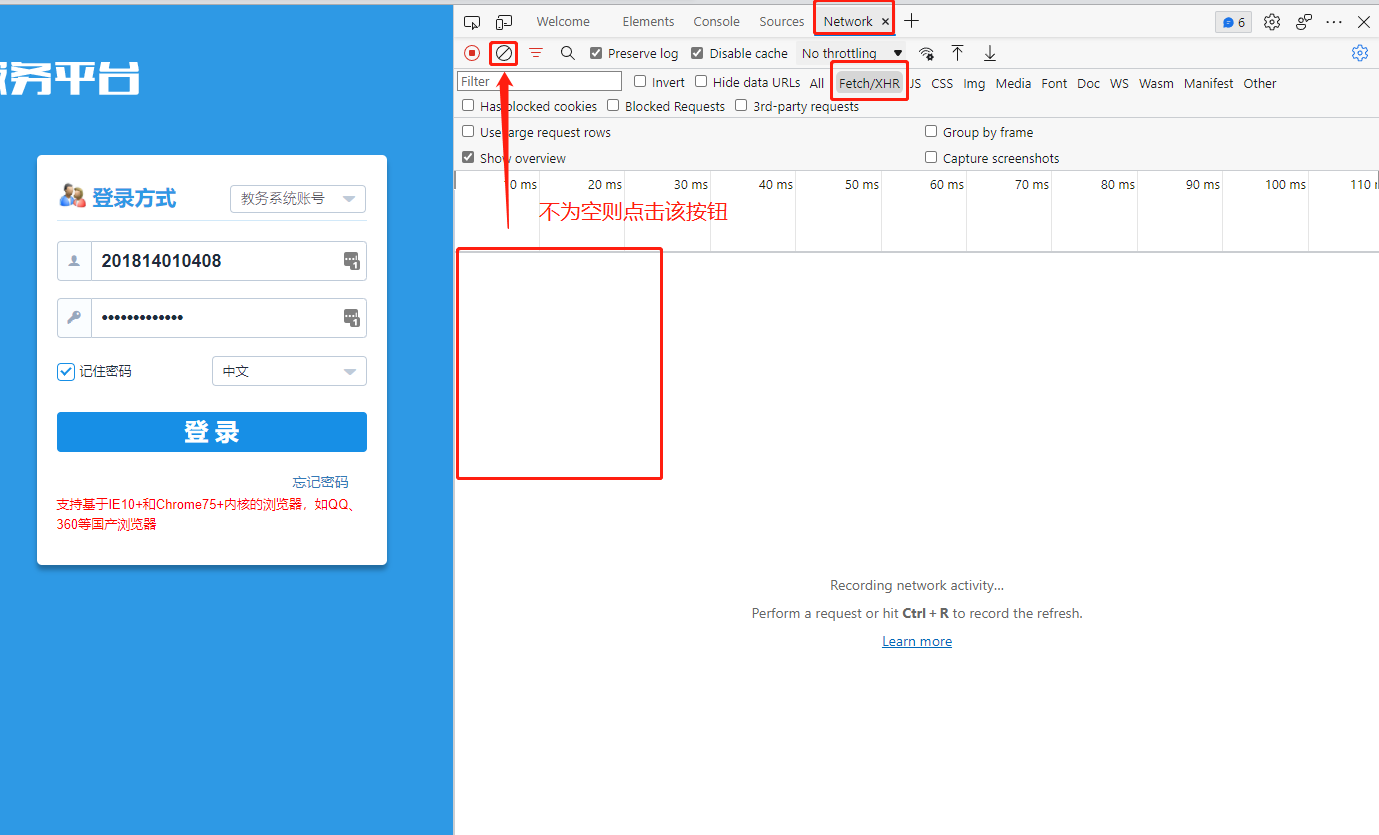 务平台
登录方式
教务系统账号
201814010408
•••••••••••••
记住密码
中文
登 录
忘记密码
支持基于IE10+和Chrome75+内核的浏览器，如QQ、
360等国产浏览器
Welcome Elements Console Sources Network × 6
Preserve log Disable cache No throttling
Filter Invert Hide data URLs All Fetch/XHR JS CSS Img Media Font Doc WS Wasm Manifest Other
Has blocked cookies Blocked Requests 3rd-party requests
Use large request rows Group by frame
Show overview Capture screenshots
10 ms 20 ms 30 ms 40 ms 50 ms 60 ms 70 ms 80 ms 90 ms 100 ms 110
不为空则点击该按钮
Recording network activity…
Perform a request or hit Ctrl + R to record the refresh.
Learn more